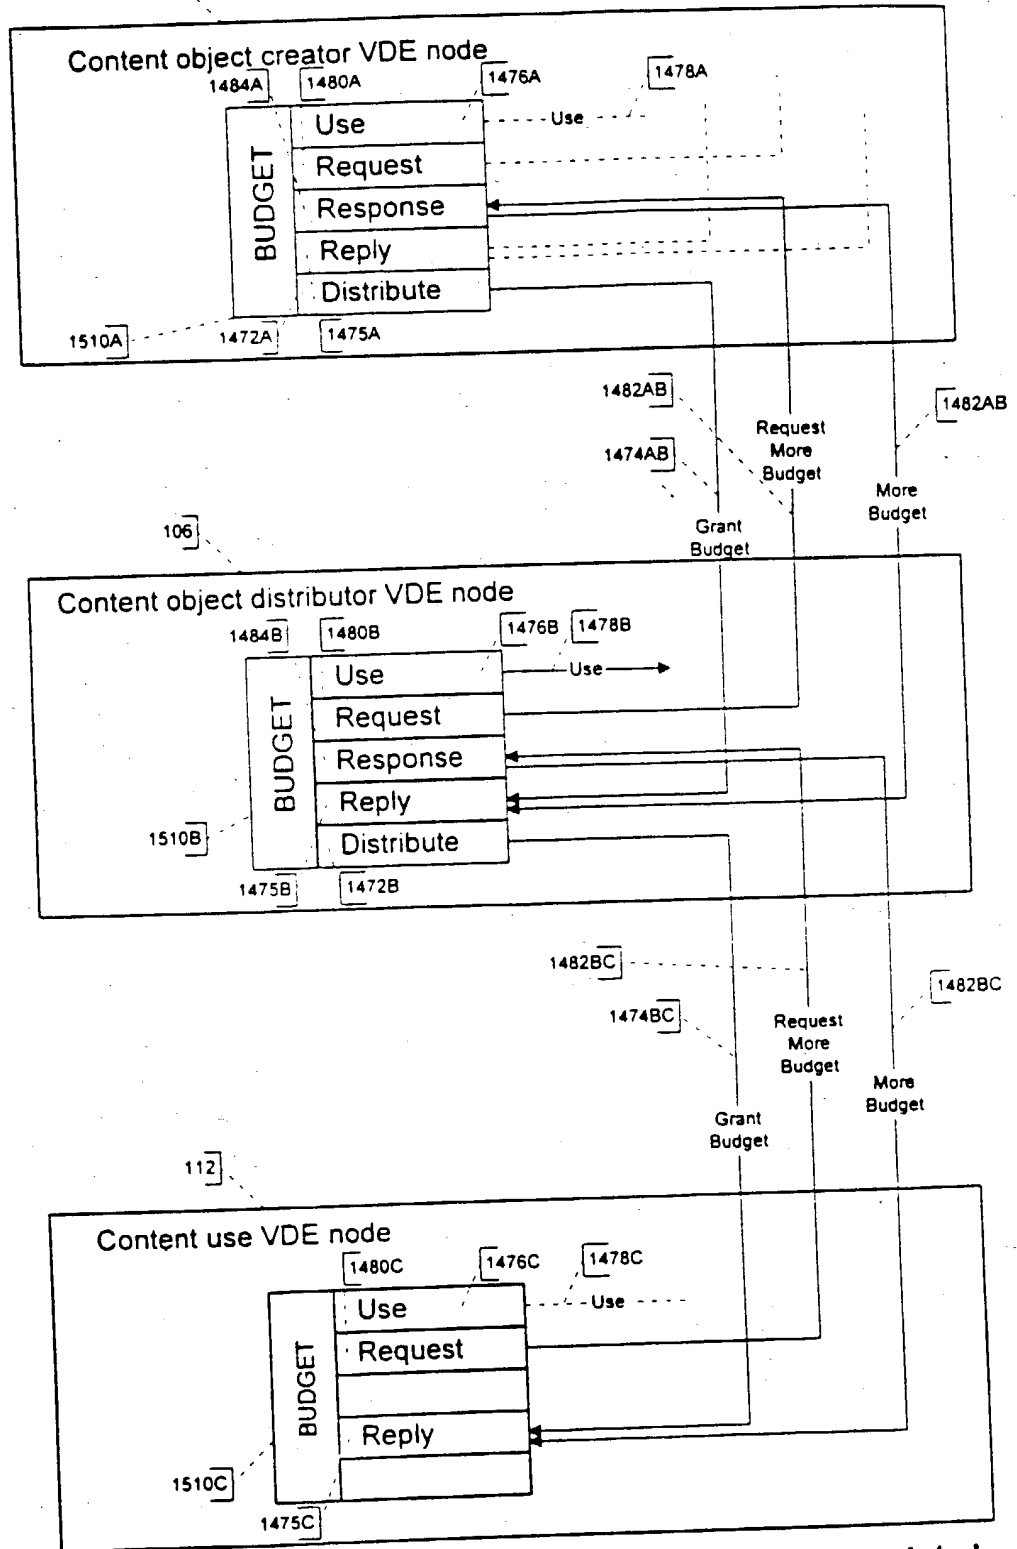 Content object creator VDE node
1484A
1480A
1476A
1478A
BUDGET
Use
Use
Request
Response
Reply
Distribute
1510A
1472A
1475A
1482AB
1482AB
1474AB
Request
More
Budget
More
Budget
Grant
Budget
106
Content object distributor VDE node
1484B
1480B
1476B
1478B
BUDGET
Use
Use
Request
Response
Reply
Distribute
1510B
1475B
1472B
1482BC
1482BC
1474BC
Request
More
Budget
More
Budget
Grant
Budget
112
Content use VDE node
1480C
1476C
1478C
BUDGET
Use
Use
Request
Reply
1510C
1475C